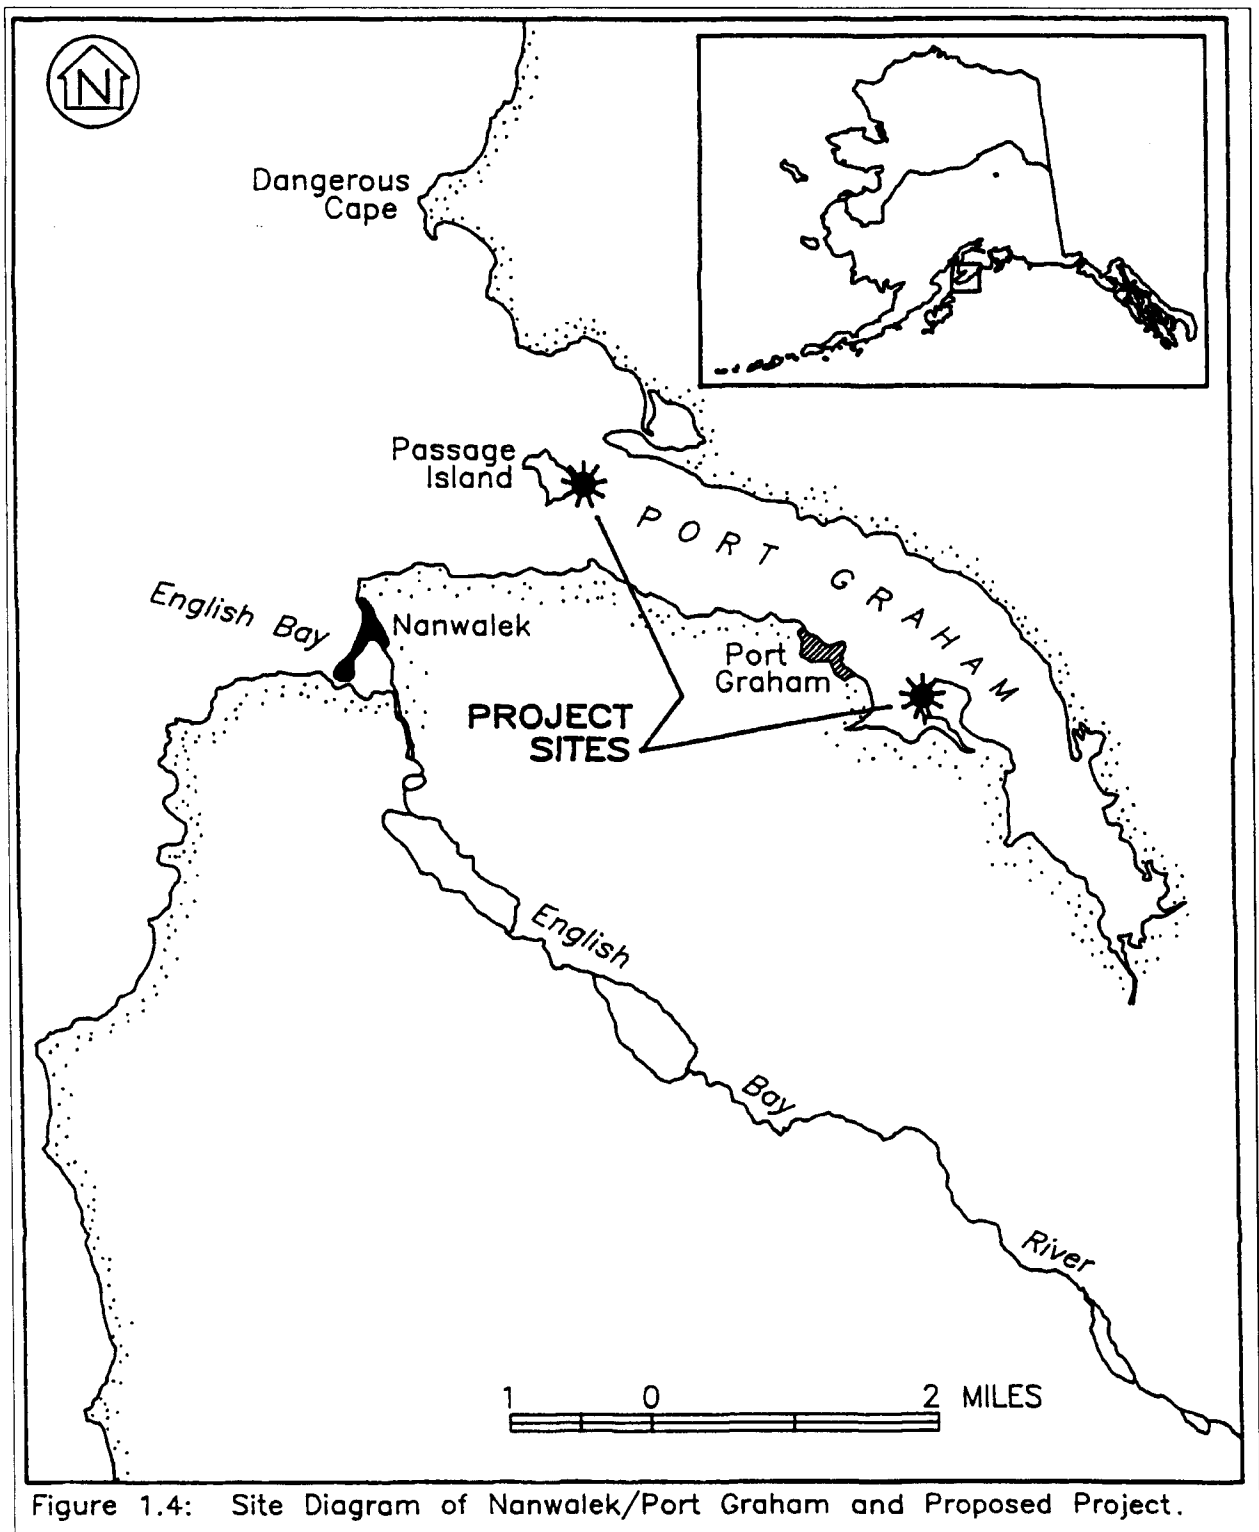 N
Dangerous
Cape
Passage
Island
PORT GRAHAM
English Bay
Nanwalek
Port
Graham
PROJECT
SITES
English
Bay
River
1 0 2 MILES
Figure 1.4: Site Diagram of Nanwalek/Port Graham and Proposed Project.